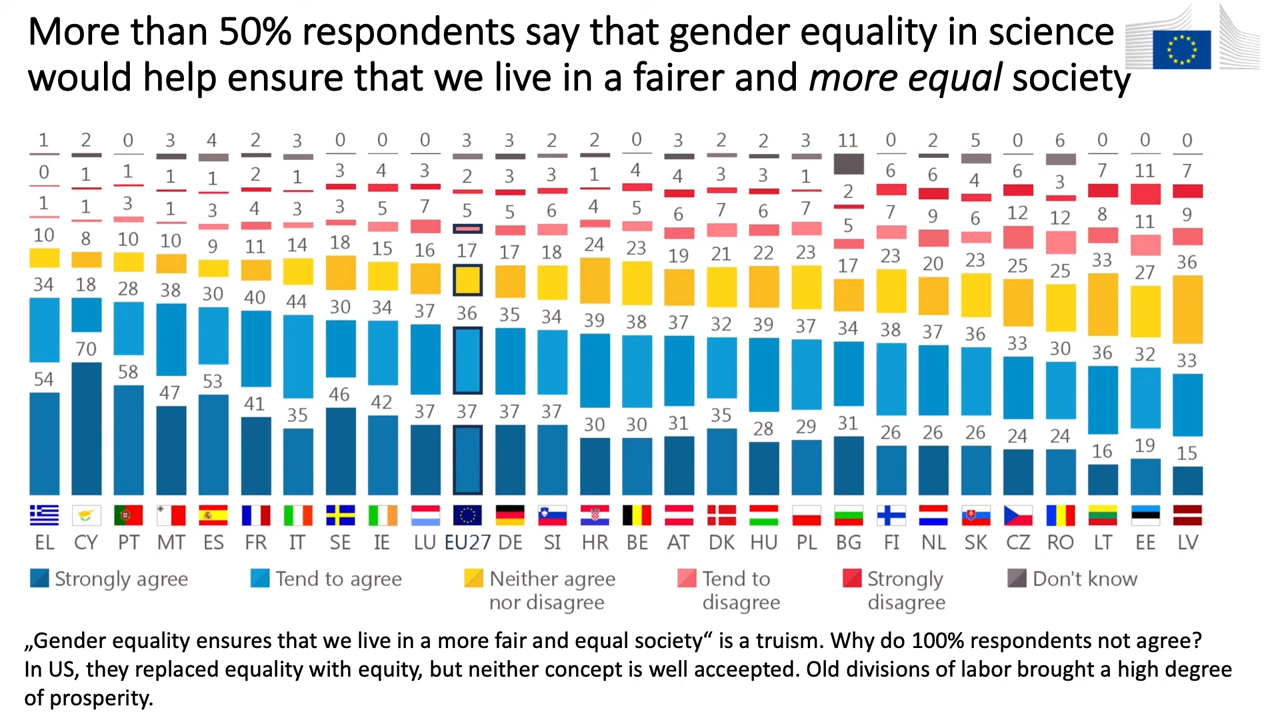 More than 50% respondents say that gender equality in science
would help ensure that we live in a fairer and more equal society
1 2 0 3 4 2 3 0 0 0 3 3 2 2 0 3 2 2 3 11 0 2 5 0 6 0 0 0
0 1 1 1 1 2 1 3 4 3 2 3 3 1 4 4 3 3 1 2 6 6 4 6 3 7 11 7
1 1 3 1 3 4 3 3 5 7 5 5 6 4 5 6 7 6 7 5 7 9 6 12 12 8 11 9
10 8 10 10 9 11 14 18 15 16 17 17 18 24 23 19 21 22 23 17 23 20 23 25 25 33 27 36
34 18 28 38 30 40 44 30 34 37 36 35 34 39 38 37 32 39 37 34 38 37 36 33 30 36 32 33
54 70 58 47 53 41 35 46 42 37 37 37 37 30 30 31 35 28 29 31 26 26 26 24 24 16 19 15
EL CY PT MT ES FR IT SE IE LU EU27 DE SI HR BE AT DK HU PL BG FI NL SK CZ RO LT EE LV
Strongly agree Tend to agree Neither agree Tend to Strongly Don't know
nor disagree disagree disagree
„Gender equality ensures that we live in a more fair and equal society“ is a truism. Why do 100% respondents not agree?
In US, they replaced equality with equity, but neither concept is well acceepted. Old divisions of labor brought a high degree
of prosperity.